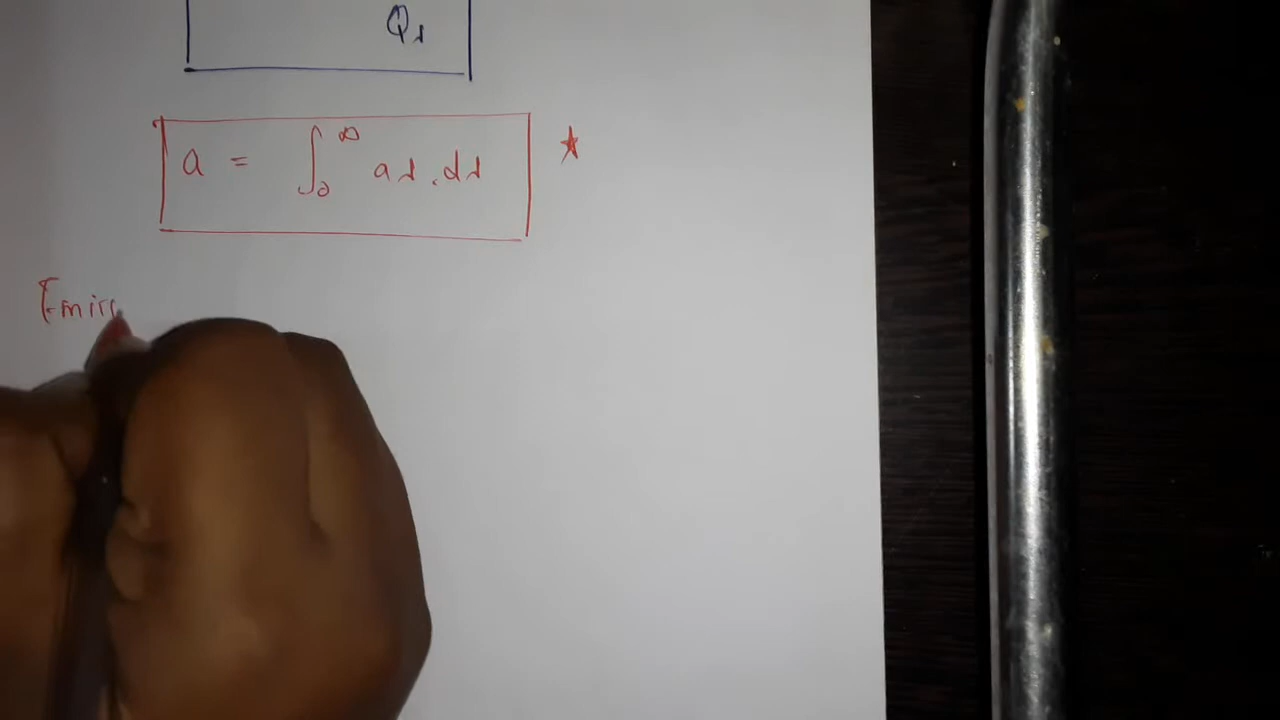 Qλ
a = ∫₀^∞ aλ . dλ ★